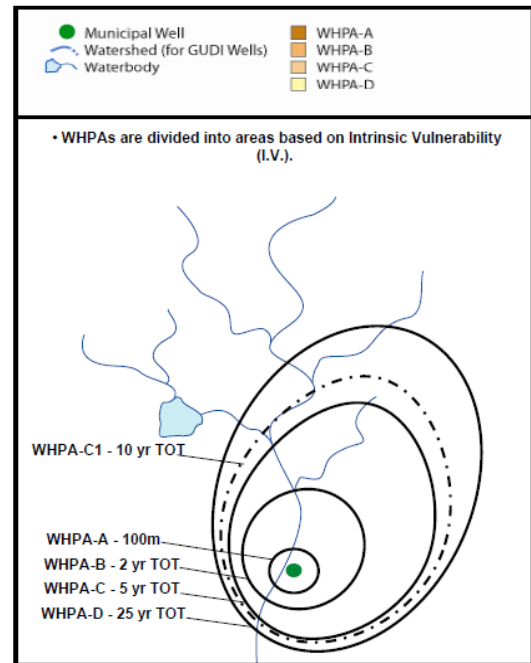 Municipal Well
Watershed (for GUDI Wells)
Waterbody
WHPA-A
WHPA-B
WHPA-C
WHPA-D
• WHPAs are divided into areas based on Intrinsic Vulnerability
(I.V.).
WHPA-C1 - 10 yr TOT
WHPA-A - 100m
WHPA-B - 2 yr TOT
WHPA-C - 5 yr TOT
WHPA-D - 25 yr TOT